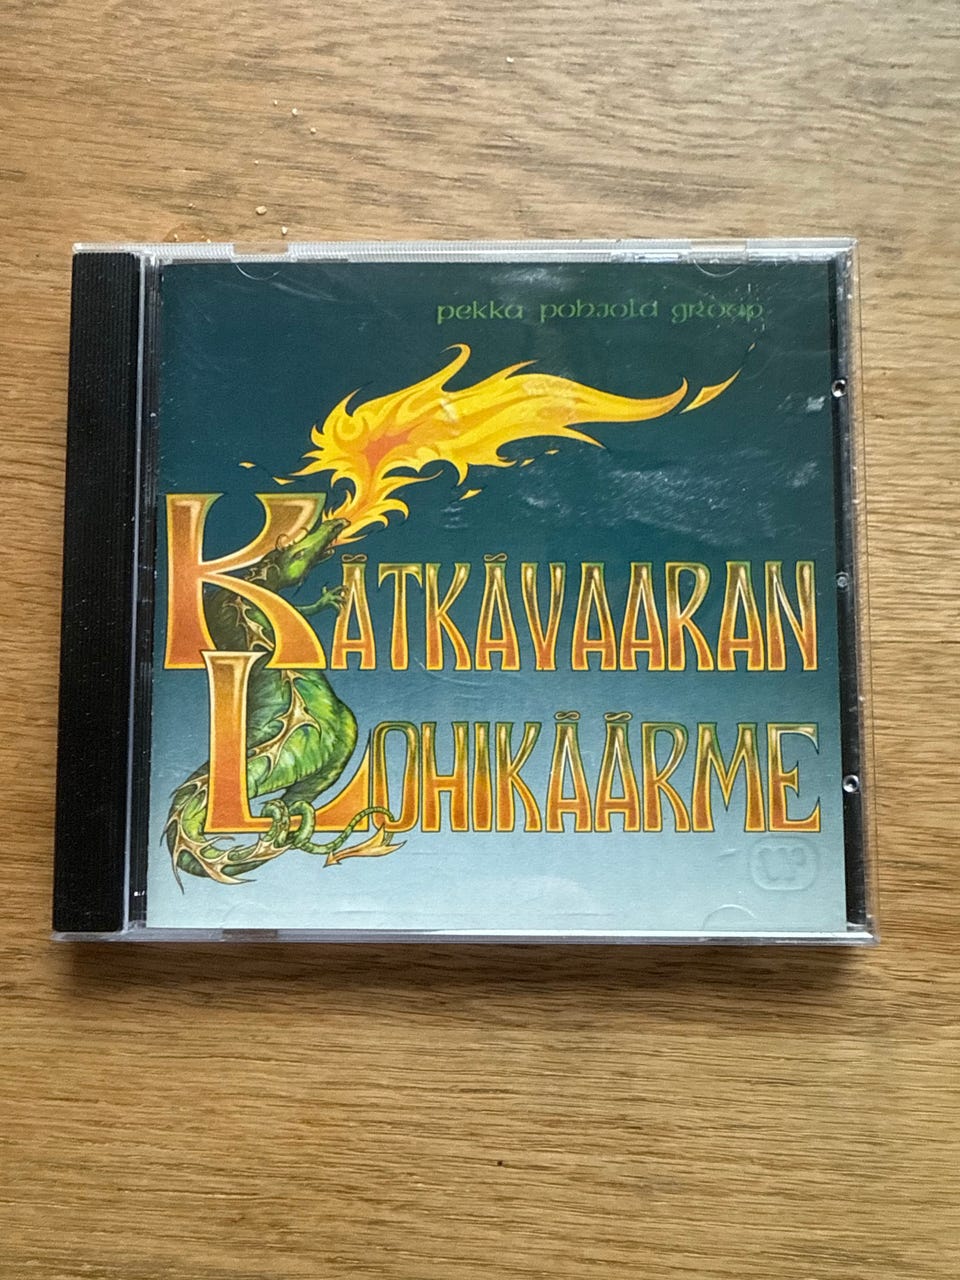 pekka pohjola group
KÄTKÄVAARAN
LOHIKÄÄRME